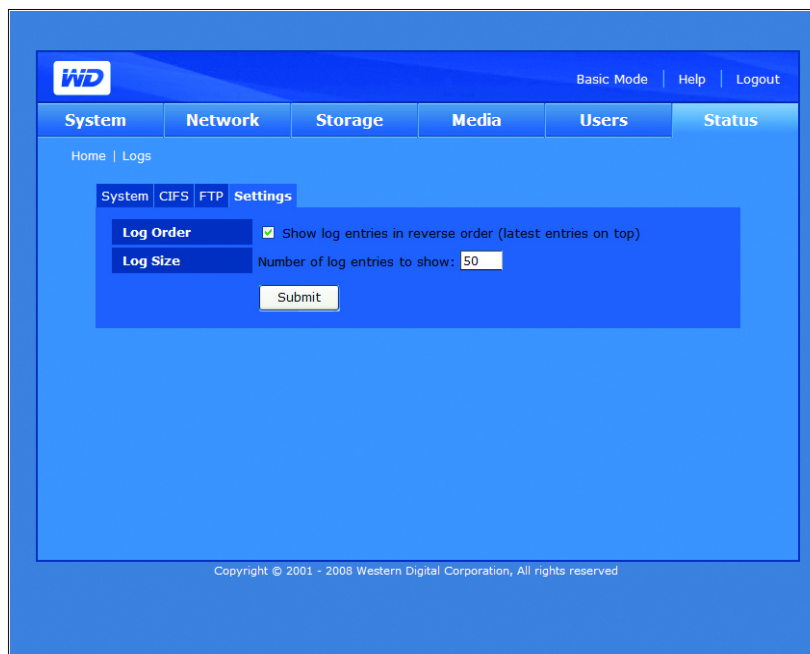 WD
Basic Mode | Help | Logout
System Network Storage Media Users Status
Home | Logs
System CIFS FTP Settings
Log Order Show log entries in reverse order (latest entries on top)
Log Size Number of log entries to show: 50
Submit
Copyright © 2001 - 2008 Western Digital Corporation, All rights reserved